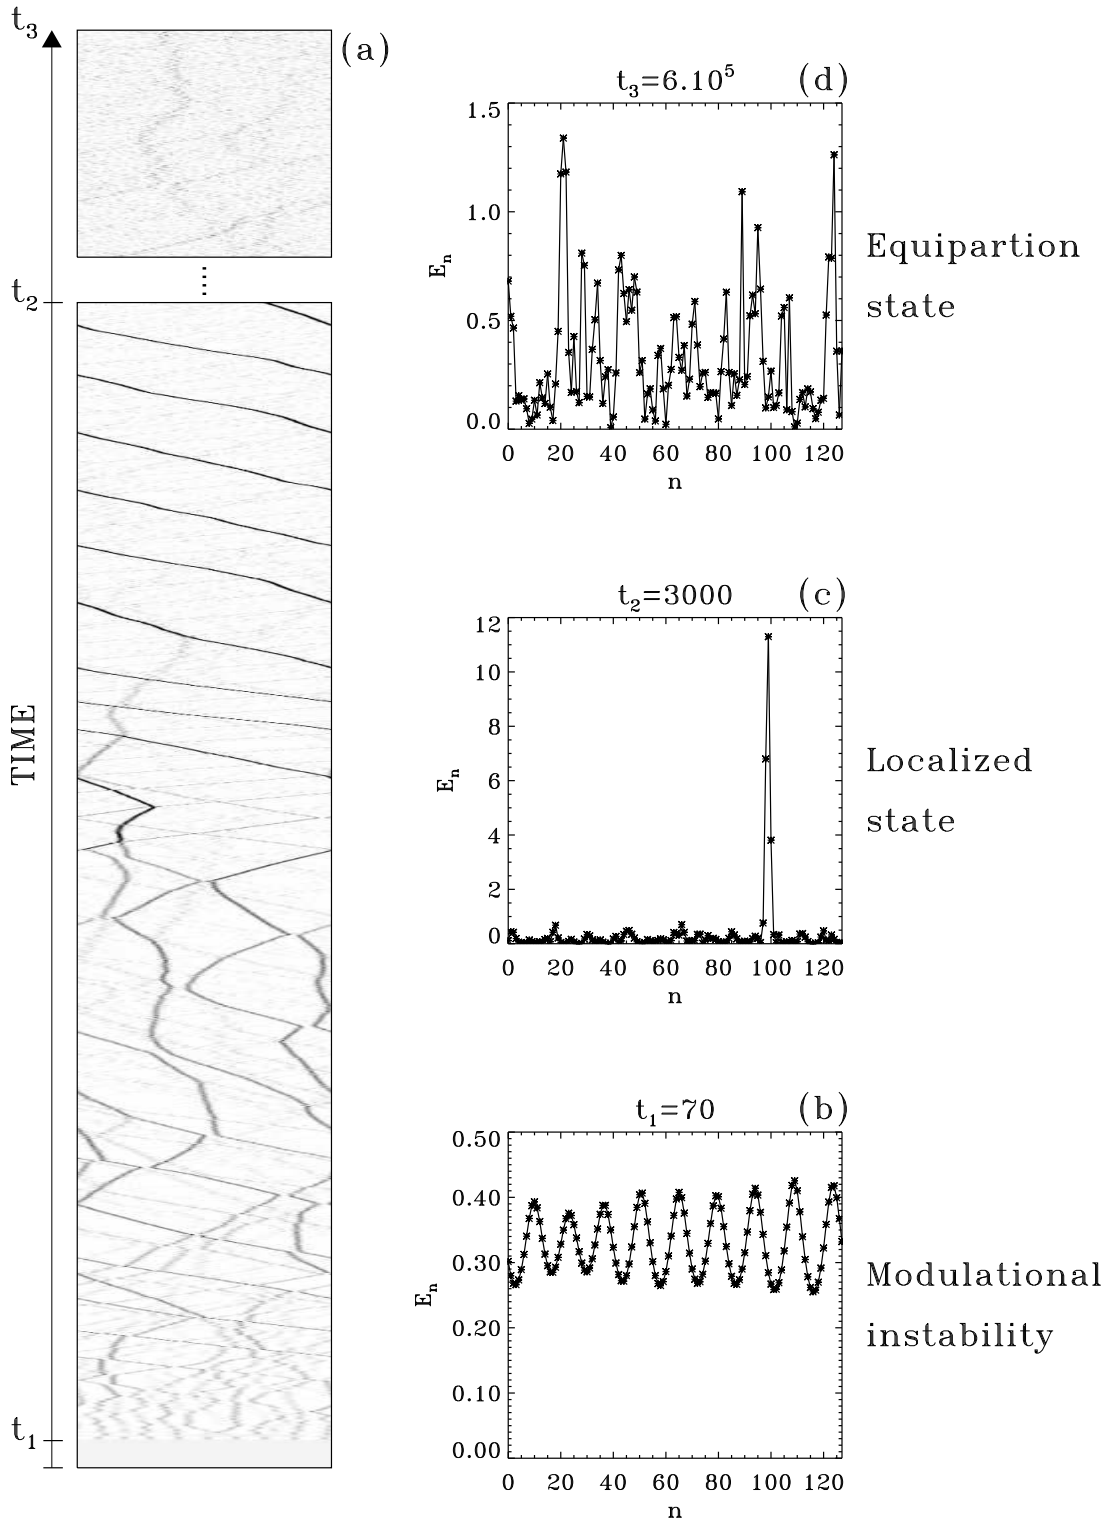 t3
(a)
t2
TIME
t1
t3=6.10^5 (d)
1.5
1.0
0.5
0.0
En
0 20 40 60 80 100 120
n
Equipartion
state
t2=3000 (c)
12
10
8
6
4
2
0
En
0 20 40 60 80 100 120
n
Localized
state
t1=70 (b)
0.50
0.40
0.30
0.20
0.10
0.00
En
0 20 40 60 80 100 120
n
Modulational
instability